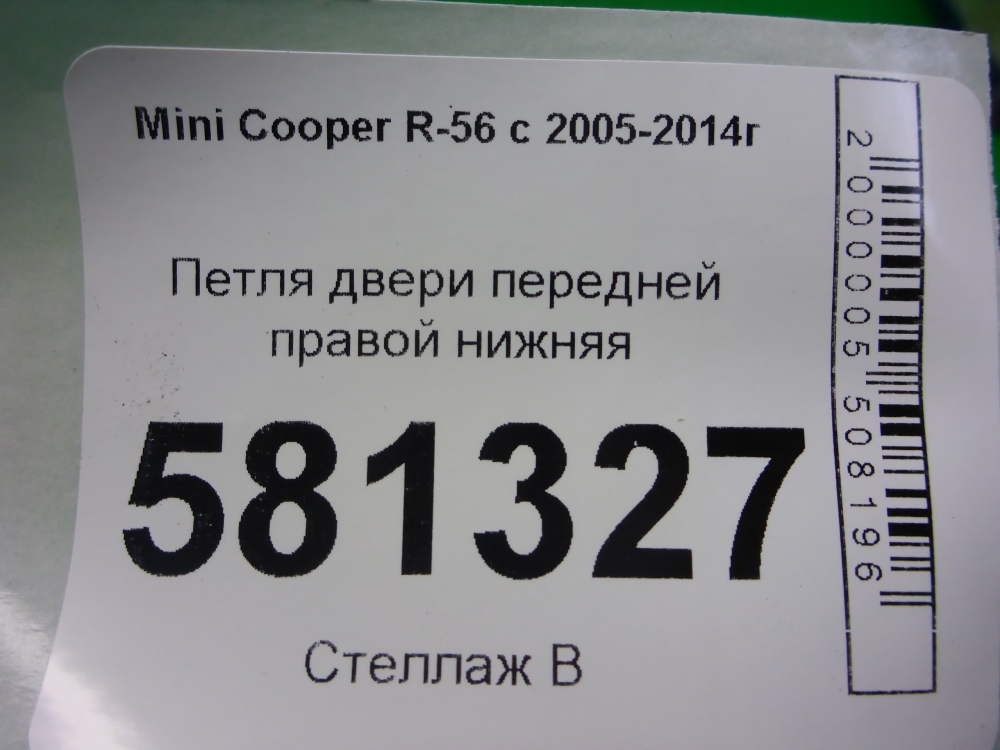 Mini Cooper R-56 с 2005-2014г
Петля двери передней
правой нижняя
581327
Стеллаж В
2000005508196